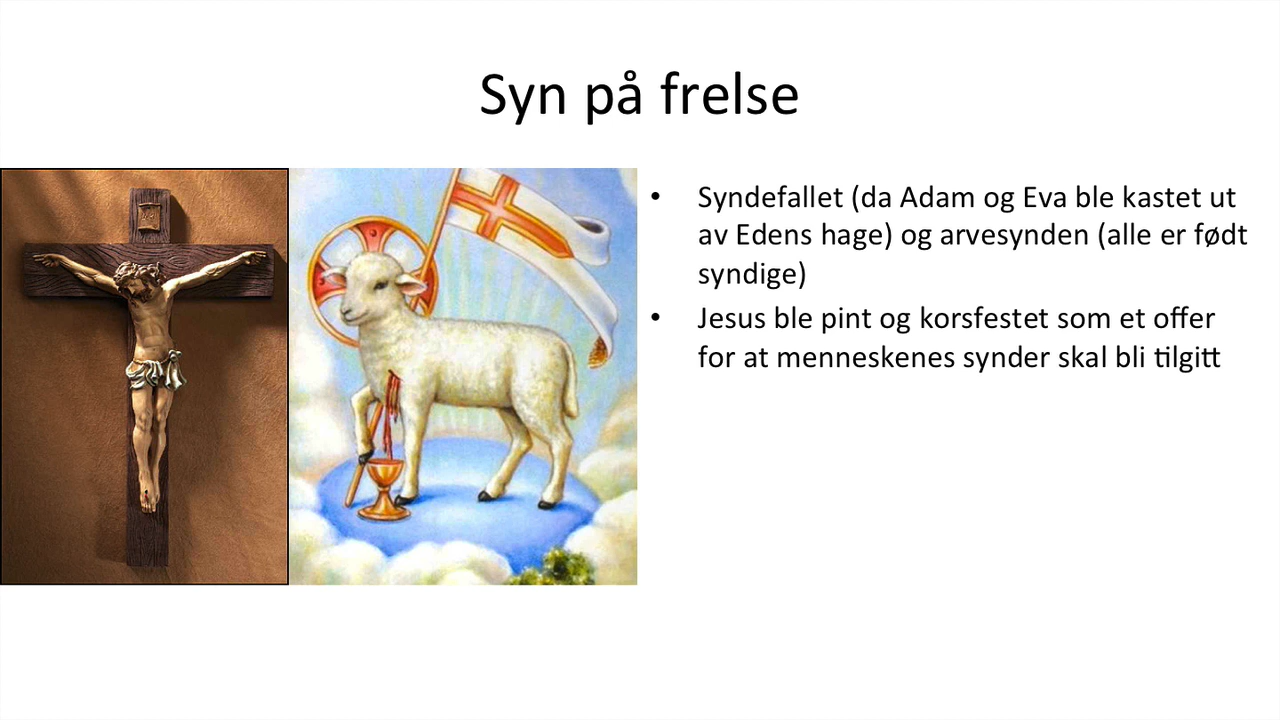 Syn på frelse
• Syndefallet (da Adam og Eva ble kastet ut
av Edens hage) og arvesynden (alle er født
syndige)
• Jesus ble pint og korsfestet som et offer
for at menneskenes synder skal bli tilgitt